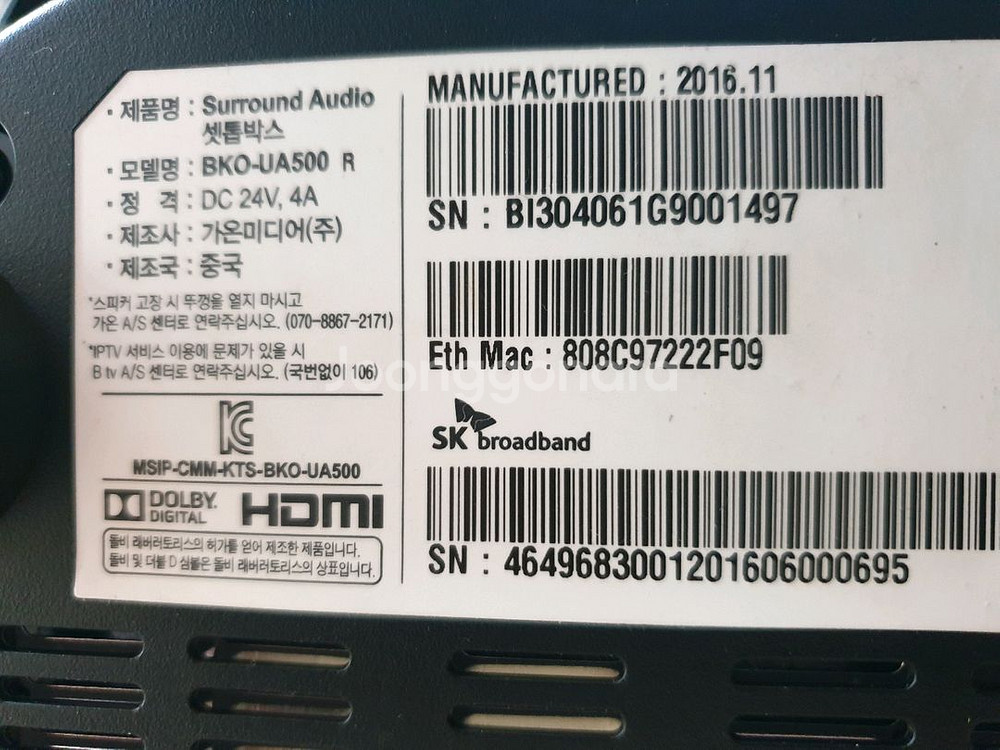 · 제품명 : Surround Audio
셋톱박스
· 모델명 : BKO-UA500 R
· 정 격 : DC 24V, 4A
· 제조사 : 가온미디어(주)
· 제조국 : 중국
*스피커 고장 시 뚜껑을 열지 마시고
가온 A/S 센터로 연락주십시오. (070-8867-2171)
*IPTV 서비스 이용에 문제가 있을 시
B tv A/S 센터로 연락주십시오. (국번없이 106)
MSIP-CMM-KTS-BKO-UA500
DOLBY.
DIGITAL
HDMI
돌비 래버러토리스의 허가를 얻어 제조한 제품입니다.
돌비 및 더블 D 심볼은 돌비 래버러토리스의 상표입니다.
MANUFACTURED : 2016.11
SN : BI304061G9001497
Eth Mac : 808C97222F09
SK broadband
SN : 4649683001201606000695
Joonggonara